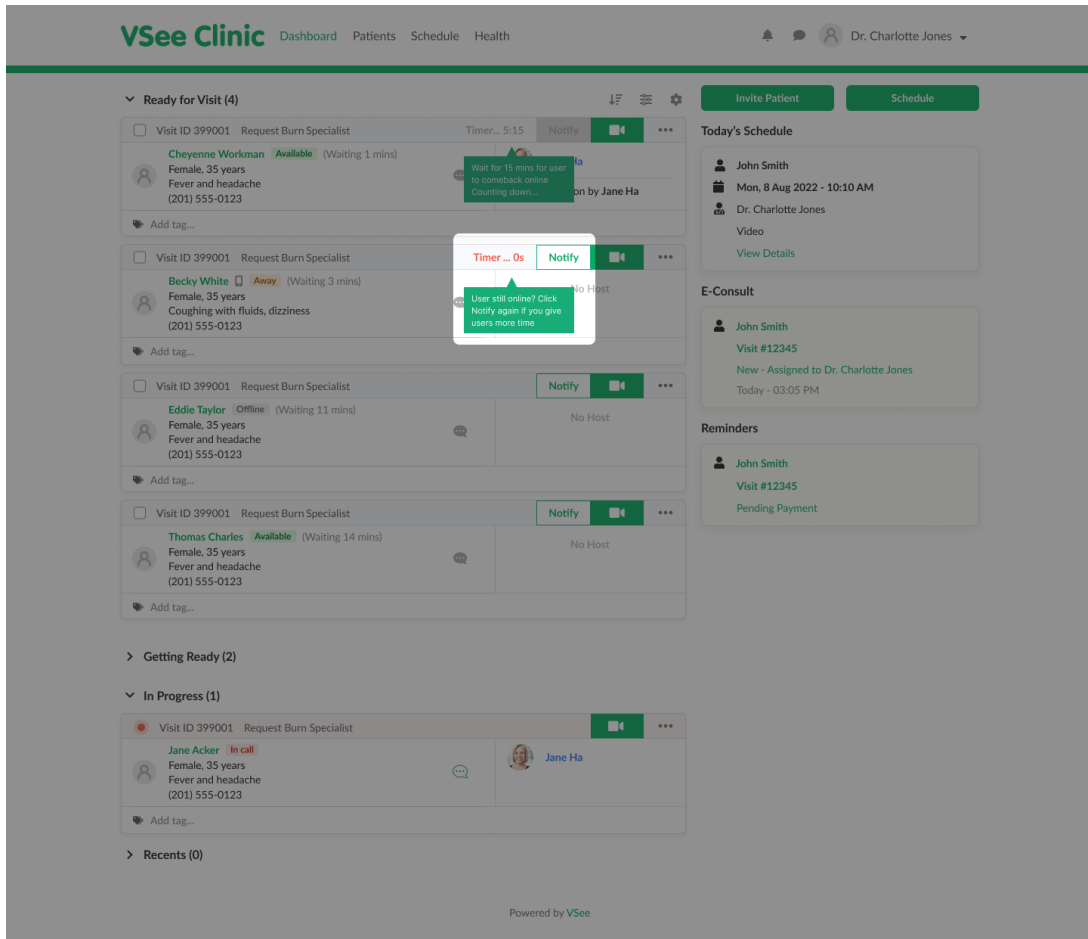 VSee Clinic Dashboard Patients Schedule Health Dr. Charlotte Jones
Ready for Visit (4)
Visit ID 399001 Request Burn Specialist Timer... 5:15 Notify
Cheyenne Workman Available (Waiting 1 mins)
Female, 35 years
Fever and headache
(201) 555-0123
Wait for 15 mins for user
to comeback online
Counting down...
Ha
on by Jane Ha
Add tag...
Visit ID 399001 Request Burn Specialist Timer ... 0s Notify
Becky White Away (Waiting 3 mins)
Female, 35 years
Coughing with fluids, dizziness
(201) 555-0123
User still online? Click
Notify again if you give
users more time
No Host
Add tag...
Visit ID 399001 Request Burn Specialist Notify
Eddie Taylor Offline (Waiting 11 mins)
Female, 35 years
Fever and headache
(201) 555-0123
No Host
Add tag...
Visit ID 399001 Request Burn Specialist Notify
Thomas Charles Available (Waiting 14 mins)
Female, 35 years
Fever and headache
(201) 555-0123
No Host
Add tag...
Getting Ready (2)
In Progress (1)
Visit ID 399001 Request Burn Specialist
Jane Acker In call
Female, 35 years
Fever and headache
(201) 555-0123
Jane Ha
Add tag...
Recents (0)
Invite Patient Schedule
Today's Schedule
John Smith
Mon, 8 Aug 2022 - 10:10 AM
Dr. Charlotte Jones
Video
View Details
E-Consult
John Smith
Visit #12345
New - Assigned to Dr. Charlotte Jones
Today - 03:05 PM
Reminders
John Smith
Visit #12345
Pending Payment
Powered by VSee